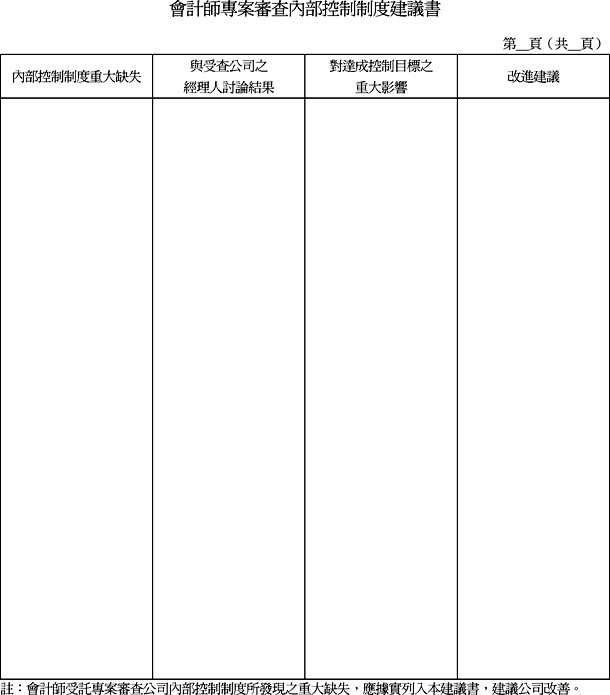 會計師專案審查內部控制制度建議書
第__頁（共__頁）
內部控制制度重大缺失
與受查公司之
經理人討論結果
對達成控制目標之
重大影響
改進建議
註：會計師受託專案審查公司內部控制制度所發現之重大缺失，應據實列入本建議書，建議公司改善。